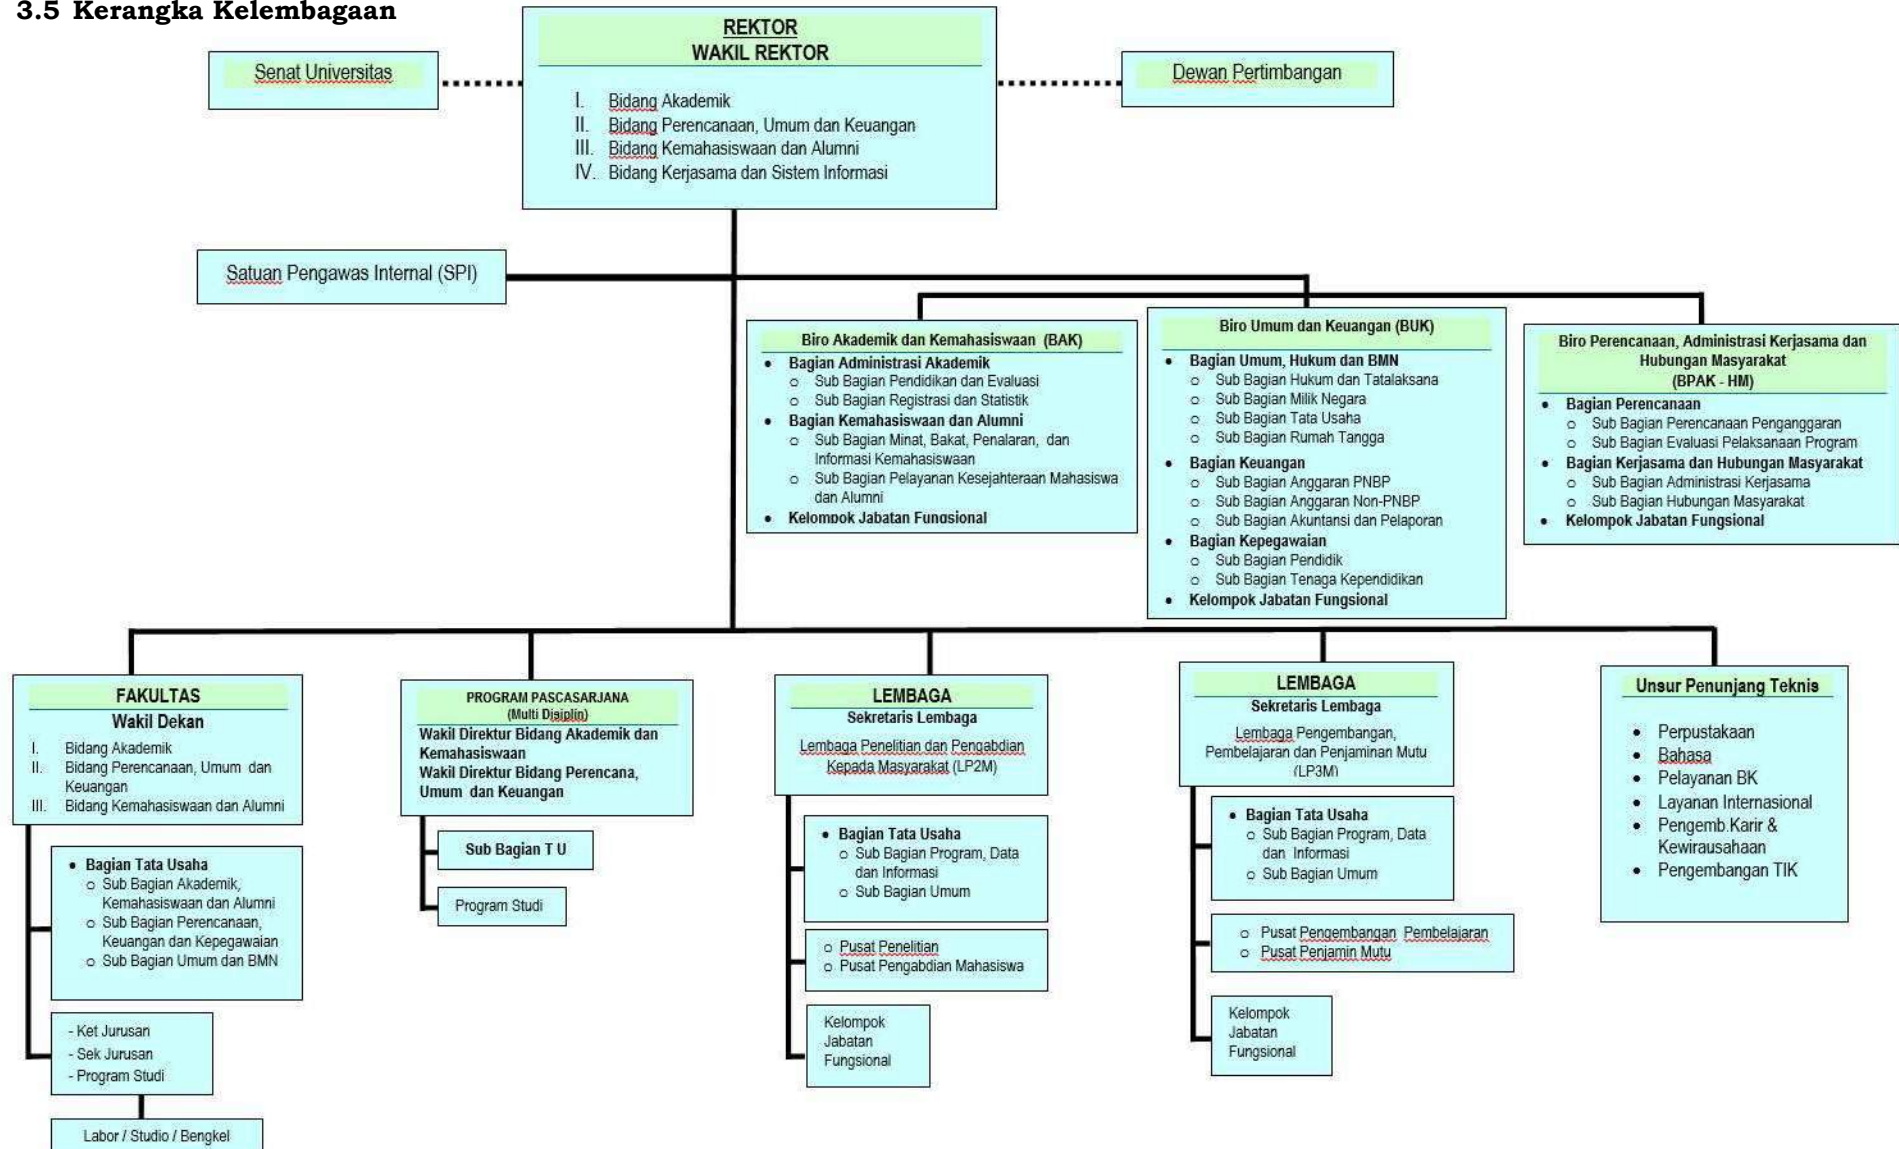 3.5 Kerangka Kelembagaan
REKTOR
WAKIL REKTOR
I. Bidang Akademik
II. Bidang Perencanaan, Umum dan Keuangan
III. Bidang Kemahasiswaan dan Alumni
IV. Bidang Kerjasama dan Sistem Informasi
Senat Universitas
Dewan Pertimbangan
Satuan Pengawas Internal (SPI)
Biro Akademik dan Kemahasiswaan (BAK)
• Bagian Administrasi Akademik
o Sub Bagian Pendidikan dan Evaluasi
o Sub Bagian Registrasi dan Statistik
• Bagian Kemahasiswaan dan Alumni
o Sub Bagian Minat, Bakat, Penalaran, dan
Informasi Kemahasiswaan
o Sub Bagian Pelayanan Kesejahteraan Mahasiswa
dan Alumni
• Kelompok Jabatan Fungsional
Biro Umum dan Keuangan (BUK)
• Bagian Umum, Hukum dan BMN
o Sub Bagian Hukum dan Tatalaksana
o Sub Bagian Milik Negara
o Sub Bagian Tata Usaha
o Sub Bagian Rumah Tangga
• Bagian Keuangan
o Sub Bagian Anggaran PNBP
o Sub Bagian Anggaran Non-PNBP
o Sub Bagian Akuntansi dan Pelaporan
• Bagian Kepegawaian
o Sub Bagian Pendidik
o Sub Bagian Tenaga Kependidikan
• Kelompok Jabatan Fungsional
Biro Perencanaan, Administrasi Kerjasama dan
Hubungan Masyarakat
(BPAK - HM)
• Bagian Perencanaan
o Sub Bagian Perencanaan Penganggaran
o Sub Bagian Evaluasi Pelaksanaan Program
• Bagian Kerjasama dan Hubungan Masyarakat
o Sub Bagian Administrasi Kerjasama
o Sub Bagian Hubungan Masyarakat
• Kelompok Jabatan Fungsional
FAKULTAS
Wakil Dekan
I. Bidang Akademik
II. Bidang Perencanaan, Umum dan
Keuangan
III. Bidang Kemahasiswaan dan Alumni
• Bagian Tata Usaha
o Sub Bagian Akademik,
Kemahasiswaan dan Alumni
o Sub Bagian Perencanaan,
Keuangan dan Kepegawaian
o Sub Bagian Umum dan BMN
- Ket Jurusan
- Sek Jurusan
- Program Studi
Labor / Studio / Bengkel
PROGRAM PASCASARJANA
(Multi Disiplin)
Wakil Direktur Bidang Akademik dan
Kemahasiswaan
Wakil Direktur Bidang Perencana,
Umum dan Keuangan
Sub Bagian T U
Program Studi
LEMBAGA
Sekretaris Lembaga
Lembaga Penelitian dan Pengabdian
Kepada Masyarakat (LP2M)
• Bagian Tata Usaha
o Sub Bagian Program, Data
dan Informasi
o Sub Bagian Umum
o Pusat Penelitian
o Pusat Pengabdian Mahasiswa
Kelompok
Jabatan
Fungsional
LEMBAGA
Sekretaris Lembaga
Lembaga Pengembangan,
Pembelajaran dan Penjaminan Mutu
(LP3M)
• Bagian Tata Usaha
o Sub Bagian Program, Data
dan Informasi
o Sub Bagian Umum
o Pusat Pengembangan Pembelajaran
o Pusat Penjamin Mutu
Kelompok
Jabatan
Fungsional
Unsur Penunjang Teknis
• Perpustakaan
• Bahasa
• Pelayanan BK
• Layanan Internasional
• Pengemb.Karir &
Kewirausahaan
• Pengembangan TIK